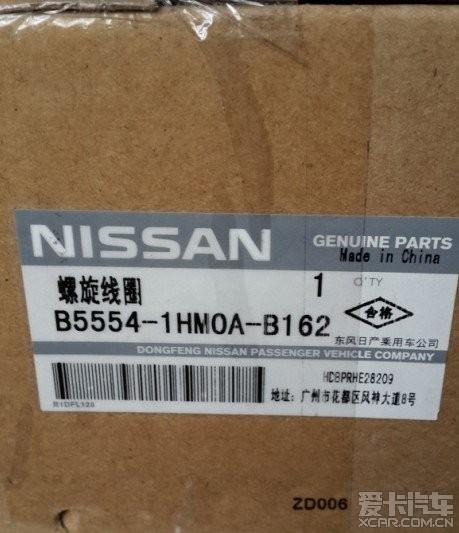 NISSAN
GENUINE PARTS
Made in China
螺旋线圈
1
Q'TY
B5554-1HM0A-B162
合格
东风日产乘用车公司
DONGFENG NISSAN PASSENGER VEHICLE COMPANY
HDBPRHE28209
B1DFL120
地址:广州市花都区风神大道8号
ZD006
爱卡汽车
XCAR.COM.CN